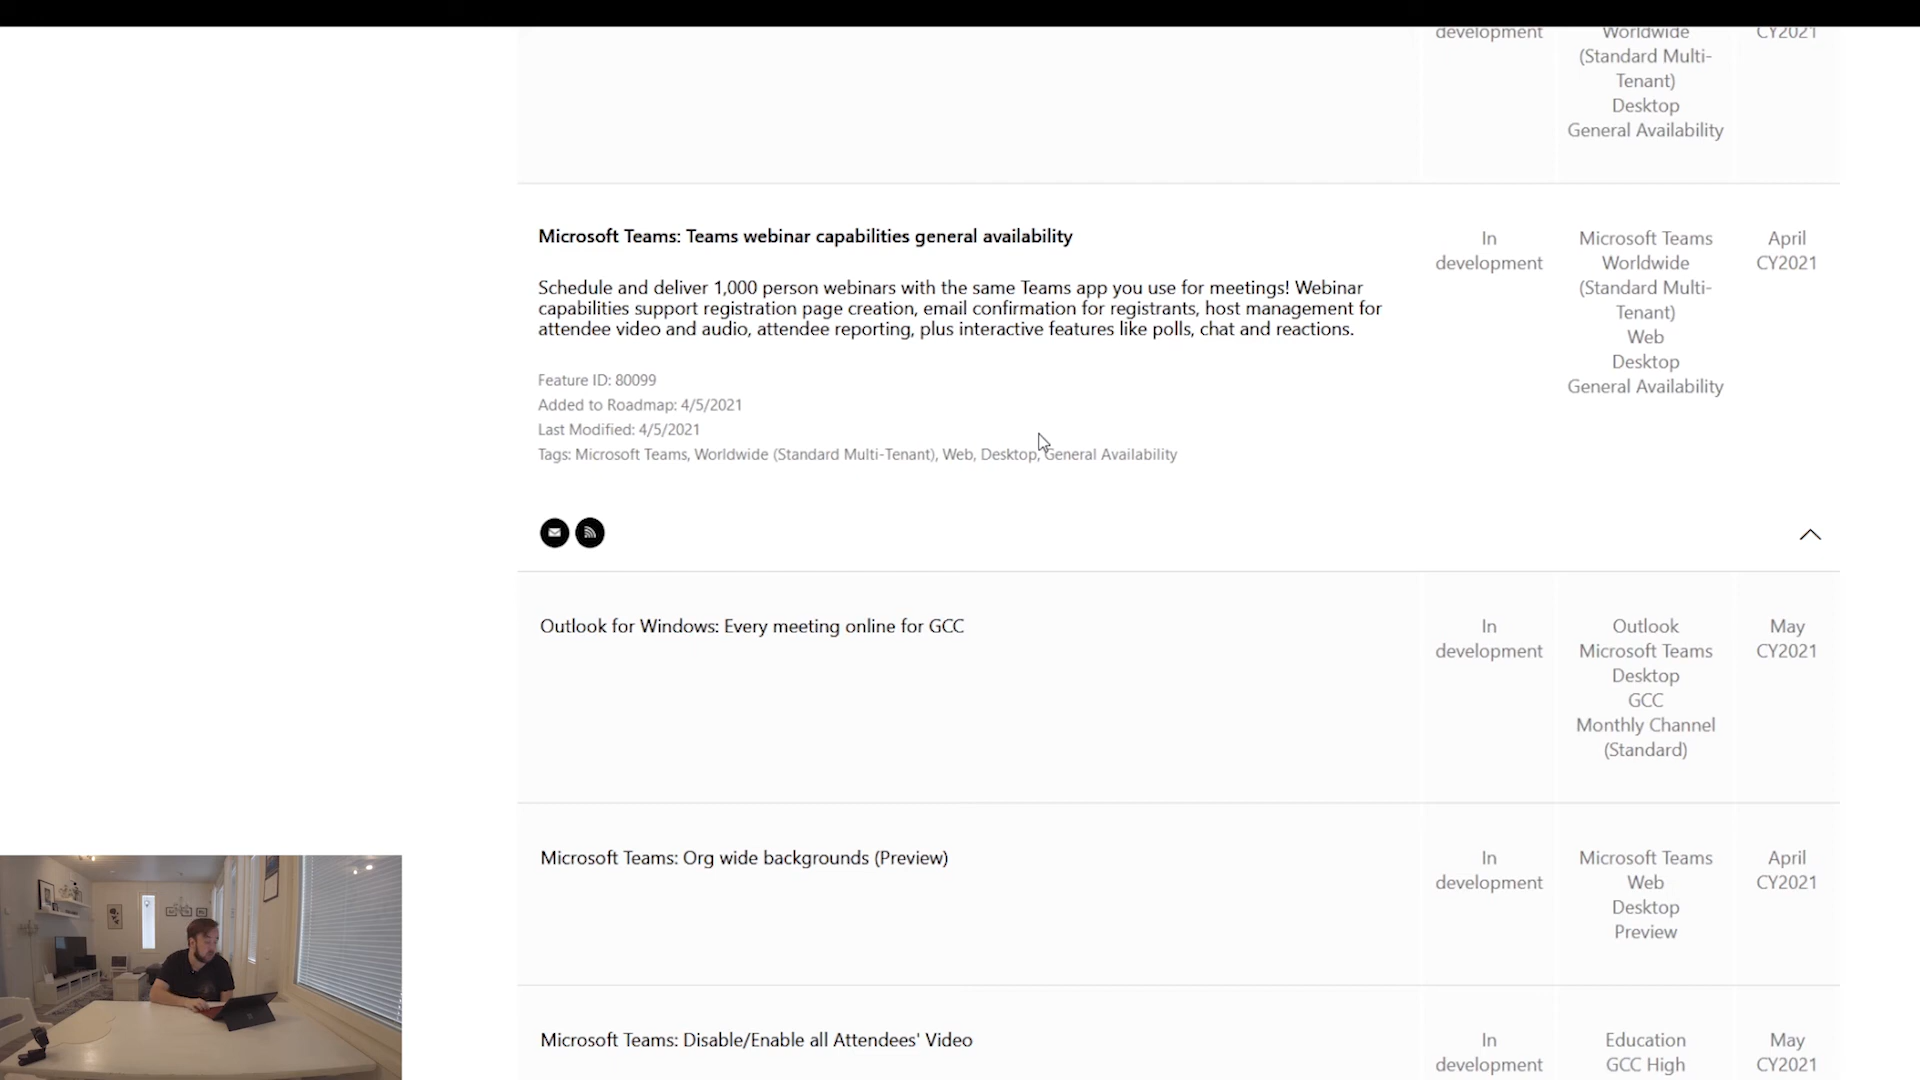 development
Worldwide
(Standard Multi-
Tenant)
Desktop
General Availability
CY2021
Microsoft Teams: Teams webinar capabilities general availability
Schedule and deliver 1,000 person webinars with the same Teams app you use for meetings! Webinar
capabilities support registration page creation, email confirmation for registrants, host management for
attendee video and audio, attendee reporting, plus interactive features like polls, chat and reactions.
Feature ID: 80099
Added to Roadmap: 4/5/2021
Last Modified: 4/5/2021
Tags: Microsoft Teams, Worldwide (Standard Multi-Tenant), Web, Desktop, General Availability
In
development
Microsoft Teams
Worldwide
(Standard Multi-
Tenant)
Web
Desktop
General Availability
April
CY2021
Outlook for Windows: Every meeting online for GCC
In
development
Outlook
Microsoft Teams
Desktop
GCC
Monthly Channel
(Standard)
May
CY2021
Microsoft Teams: Org wide backgrounds (Preview)
In
development
Microsoft Teams
Web
Desktop
Preview
April
CY2021
Microsoft Teams: Disable/Enable all Attendees' Video
In
development
Education
GCC High
May
CY2021